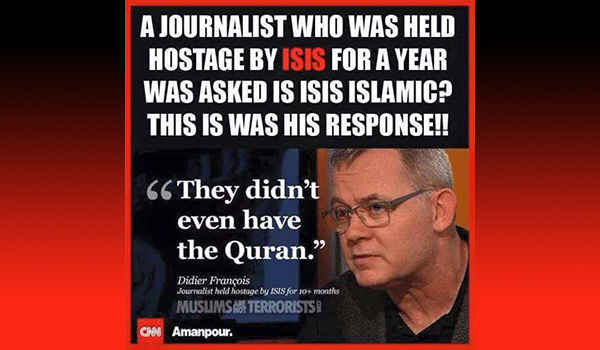 A JOURNALIST WHO WAS HELD
HOSTAGE BY ISIS FOR A YEAR
WAS ASKED IS ISIS ISLAMIC?
THIS IS WAS HIS RESPONSE!!
“They didn’t
even have
the Quran.”
Didier François
Journalist held hostage by ISIS for 10+ months
MUSLIMS ARE NOT TERRORISTS
CNN Amanpour.